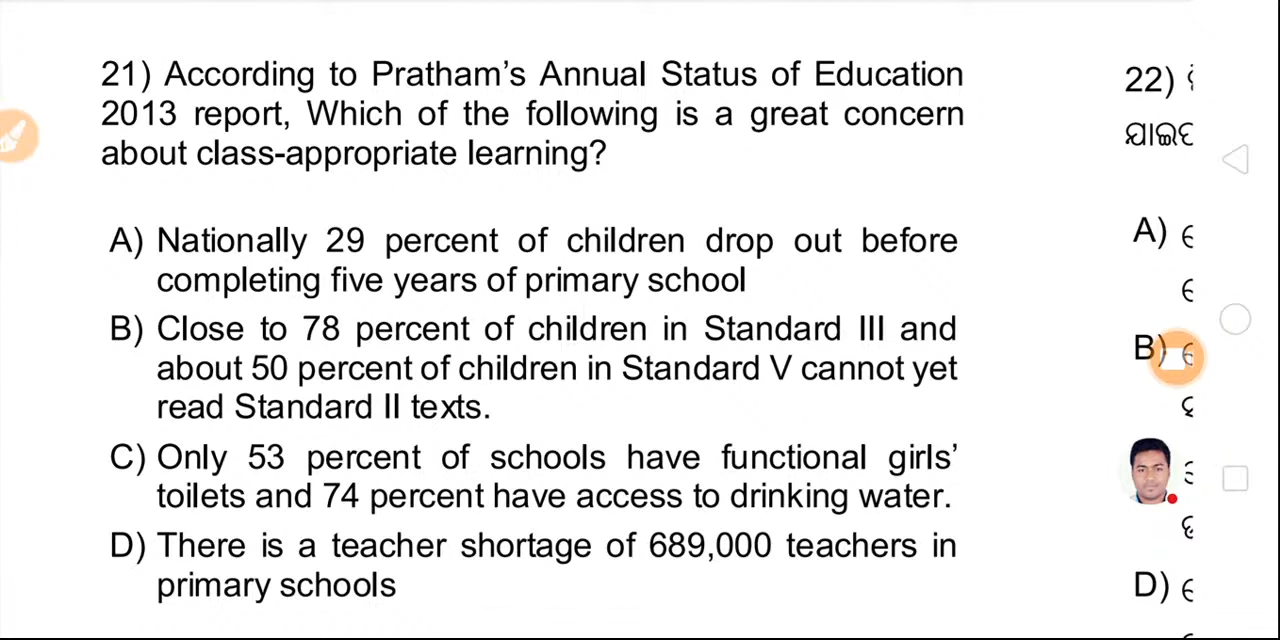 21) According to Pratham’s Annual Status of Education
2013 report, Which of the following is a great concern
about class-appropriate learning?
A) Nationally 29 percent of children drop out before
completing five years of primary school
B) Close to 78 percent of children in Standard III and
about 50 percent of children in Standard V cannot yet
read Standard II texts.
C) Only 53 percent of schools have functional girls’
toilets and 74 percent have access to drinking water.
D) There is a teacher shortage of 689,000 teachers in
primary schools
22)
A)
B)
D)